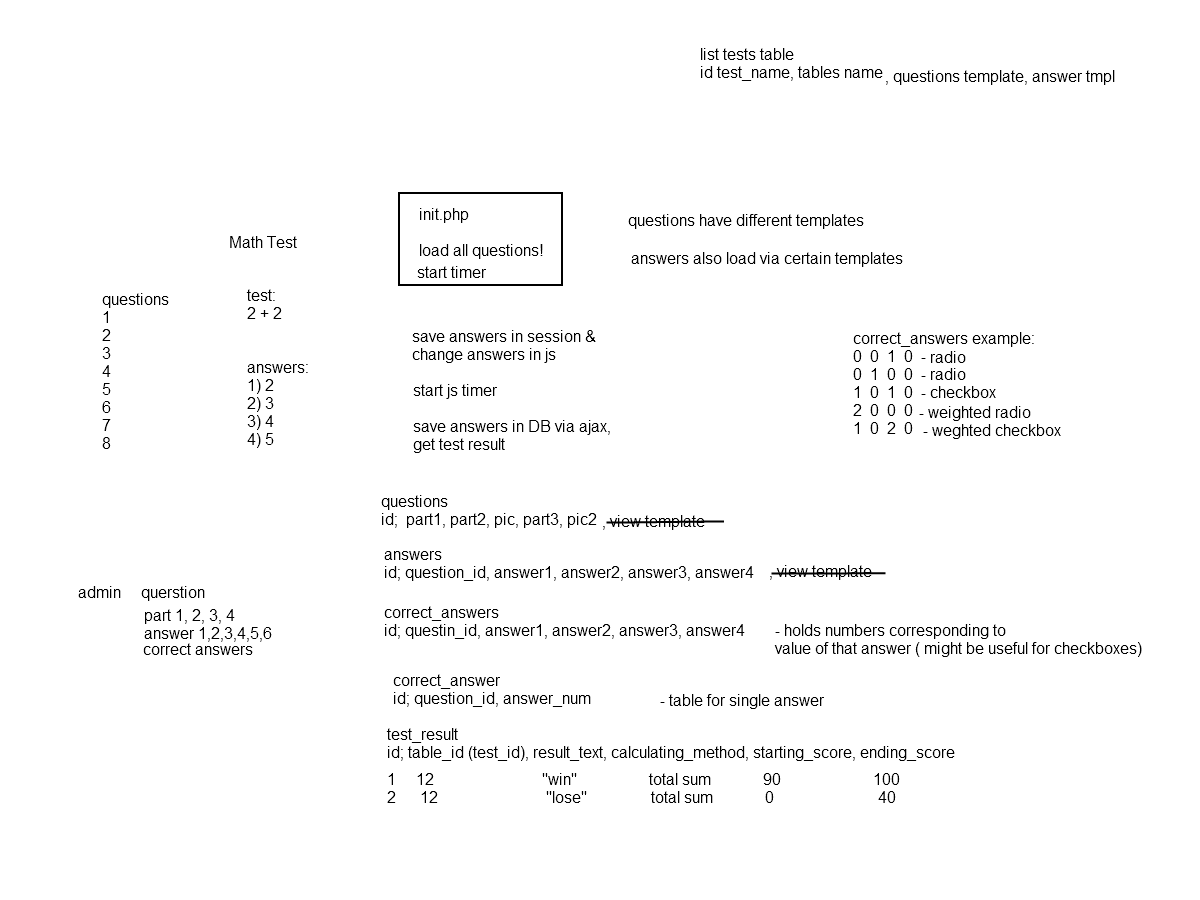 list tests table
id test_name, tables name , questions template, answer tmpl
init.php
load all questions!
start timer
questions have different templates
answers also load via certain templates
Math Test
questions
1
2
3
4
5
6
7
8
test:
2 + 2
answers:
1) 2
2) 3
3) 4
4) 5
save answers in session &
change answers in js
start js timer
save answers in DB via ajax,
get test result
correct_answers example:
0 0 1 0 - radio
0 1 0 0 - radio
1 0 1 0 - checkbox
2 0 0 0 - weighted radio
1 0 2 0 - weghted checkbox
questions
id; part1, part2, pic, part3, pic2 , view template
answers
id; question_id, answer1, answer2, answer3, answer4 , view template
admin querstion
part 1, 2, 3, 4
answer 1,2,3,4,5,6
correct answers
correct_answers
id; questin_id, answer1, answer2, answer3, answer4 - holds numbers corresponding to
value of that answer ( might be useful for checkboxes)
correct_answer
id; question_id, answer_num - table for single answer
test_result
id; table_id (test_id), result_text, calculating_method, starting_score, ending_score
1 12 "win" total sum 90 100
2 12 "lose" total sum 0 40